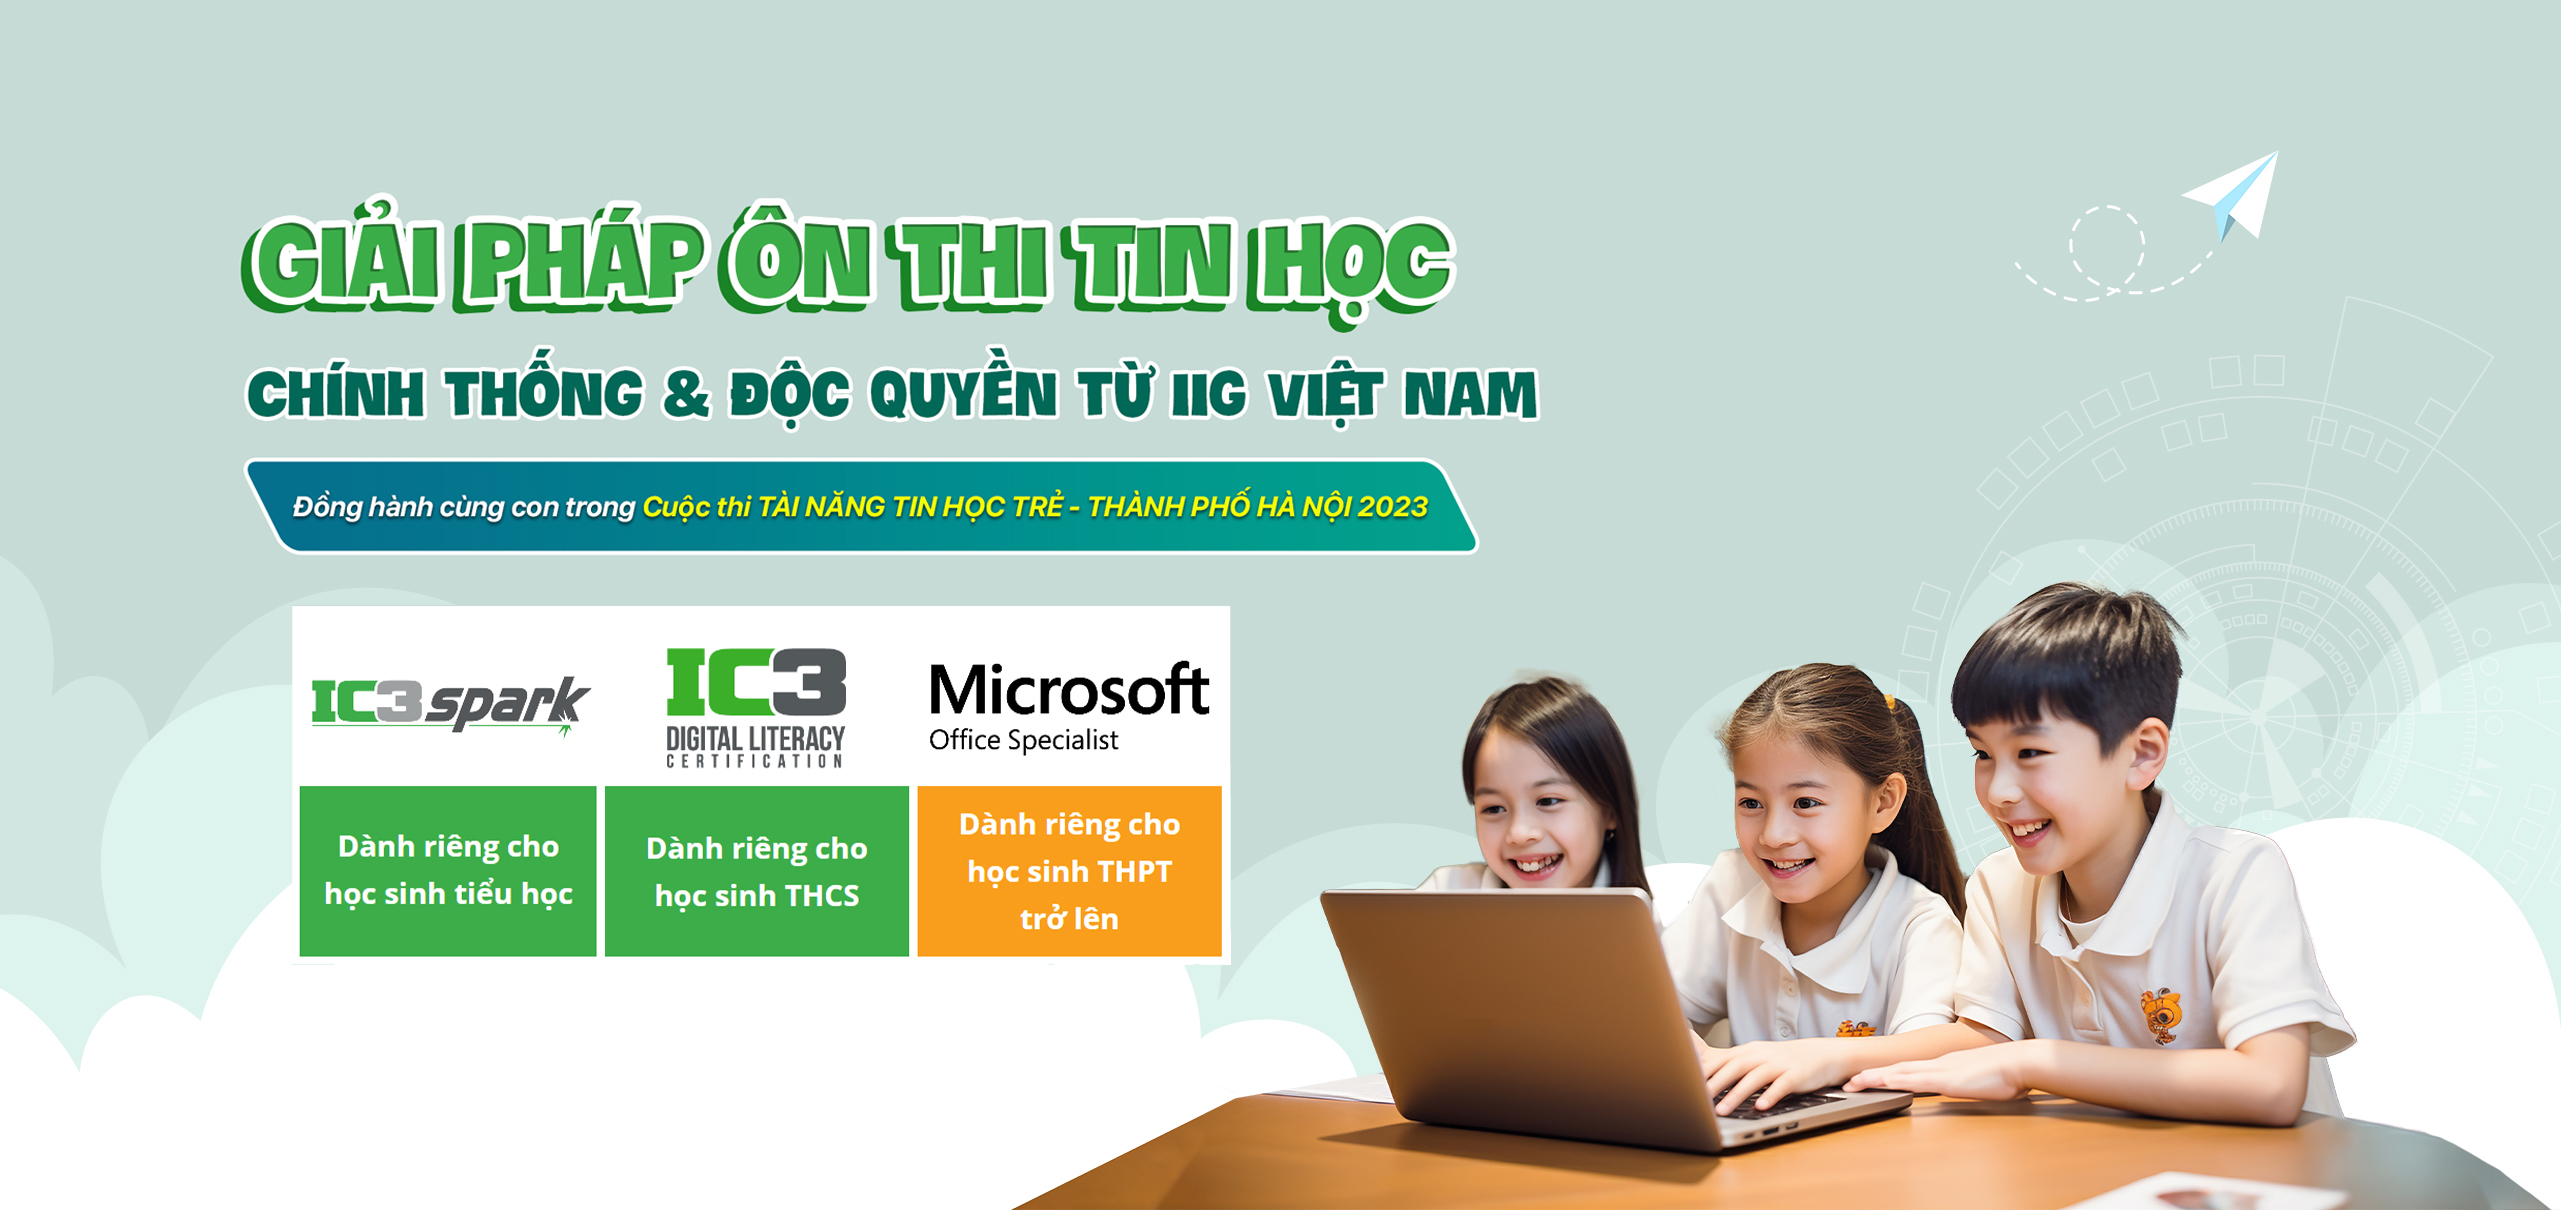 GIẢI PHÁP ÔN THI TIN HỌC
CHÍNH THỐNG & ĐỘC QUYỀN TỪ IIG VIỆT NAM
Đồng hành cùng con trong Cuộc thi TÀI NĂNG TIN HỌC TRẺ - THÀNH PHỐ HÀ NỘI 2023
IC3 spark
IC3
DIGITAL LITERACY
CERTIFICATION
Microsoft
Office Specialist
Dành riêng cho
học sinh tiểu học
Dành riêng cho
học sinh THCS
Dành riêng cho
học sinh THPT
trở lên